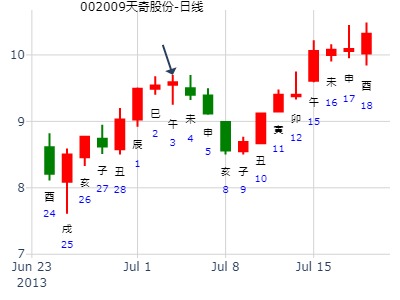 002009天奇股份-日线
10
9
8
7
酉
24
戌
25
亥
26
子
27
丑
28
辰
1
巳
2
午
3
未
4
申
5
亥
8
子
9
丑
10
寅
11
卯
12
午
15
未
16
申
17
酉
18
Jun 23
2013
Jul 1
Jul 8
Jul 15